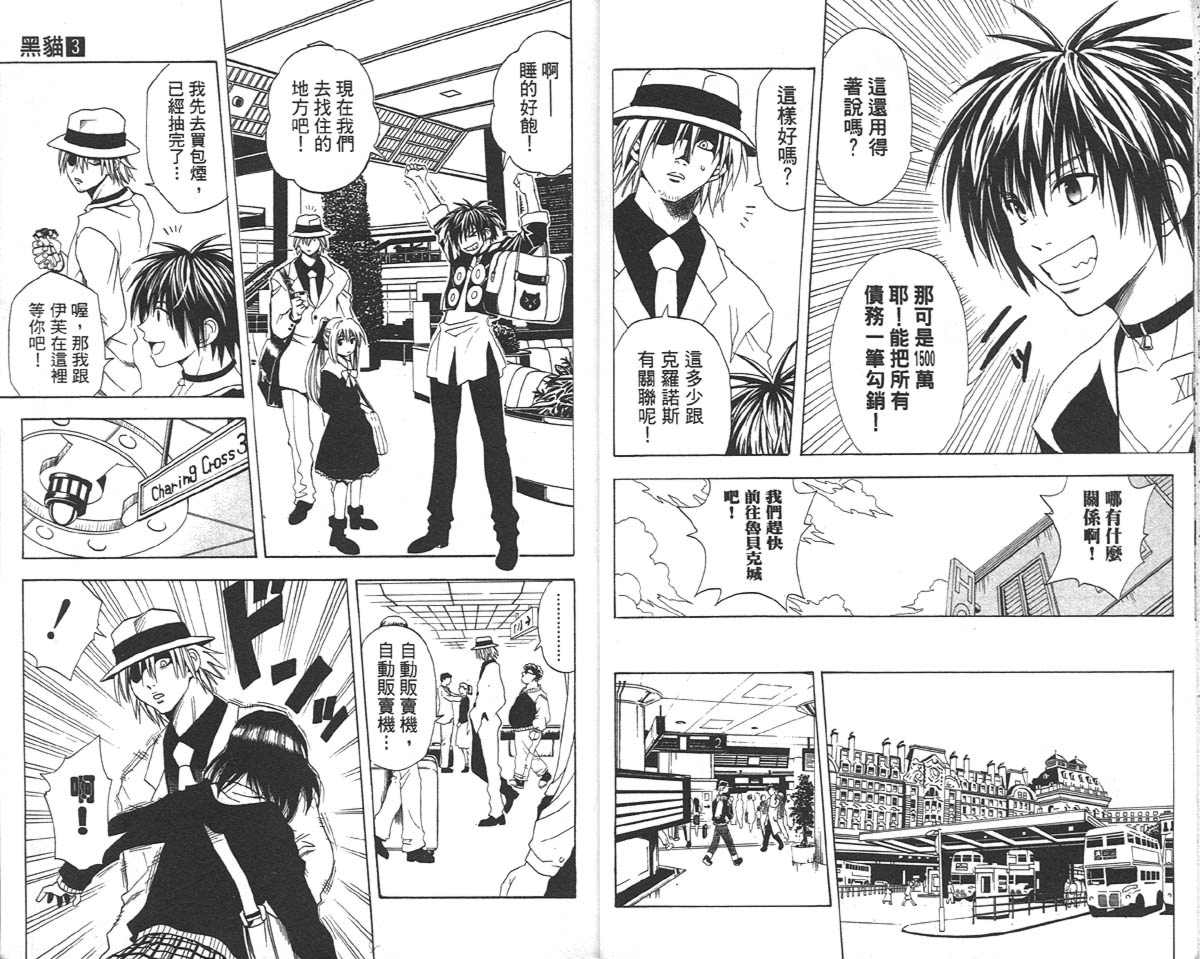 這還用得
著說嗎？
那可是1500萬
耶！能把所有
債務一筆勾銷！
這樣好嗎？
這多少跟
克羅諾斯
有關聯呢！
哪有什麼
關係啊！
我們趕快
前往魯貝克城
吧！
2
黑貓3
啊——
睡的好飽！
現在我們
去找住的
地方吧！
我先去買包煙，
已經抽完了…
喔，那我跟
伊芙在這裡
等你吧！
Charing Cross 3
………
自動販賣機，
自動販賣機…
ドンッ
！
啊！